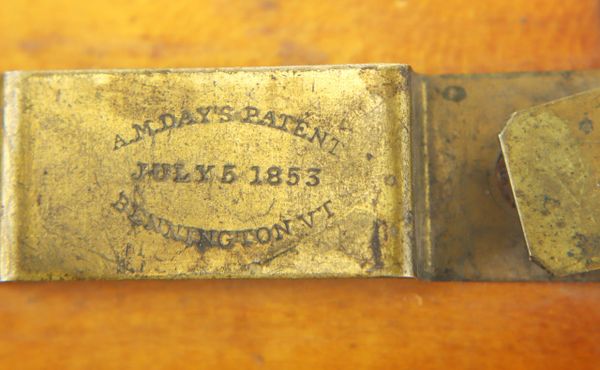 A.M.DAY'S PATENT
JULY 5 1853
BENNINGTON VT